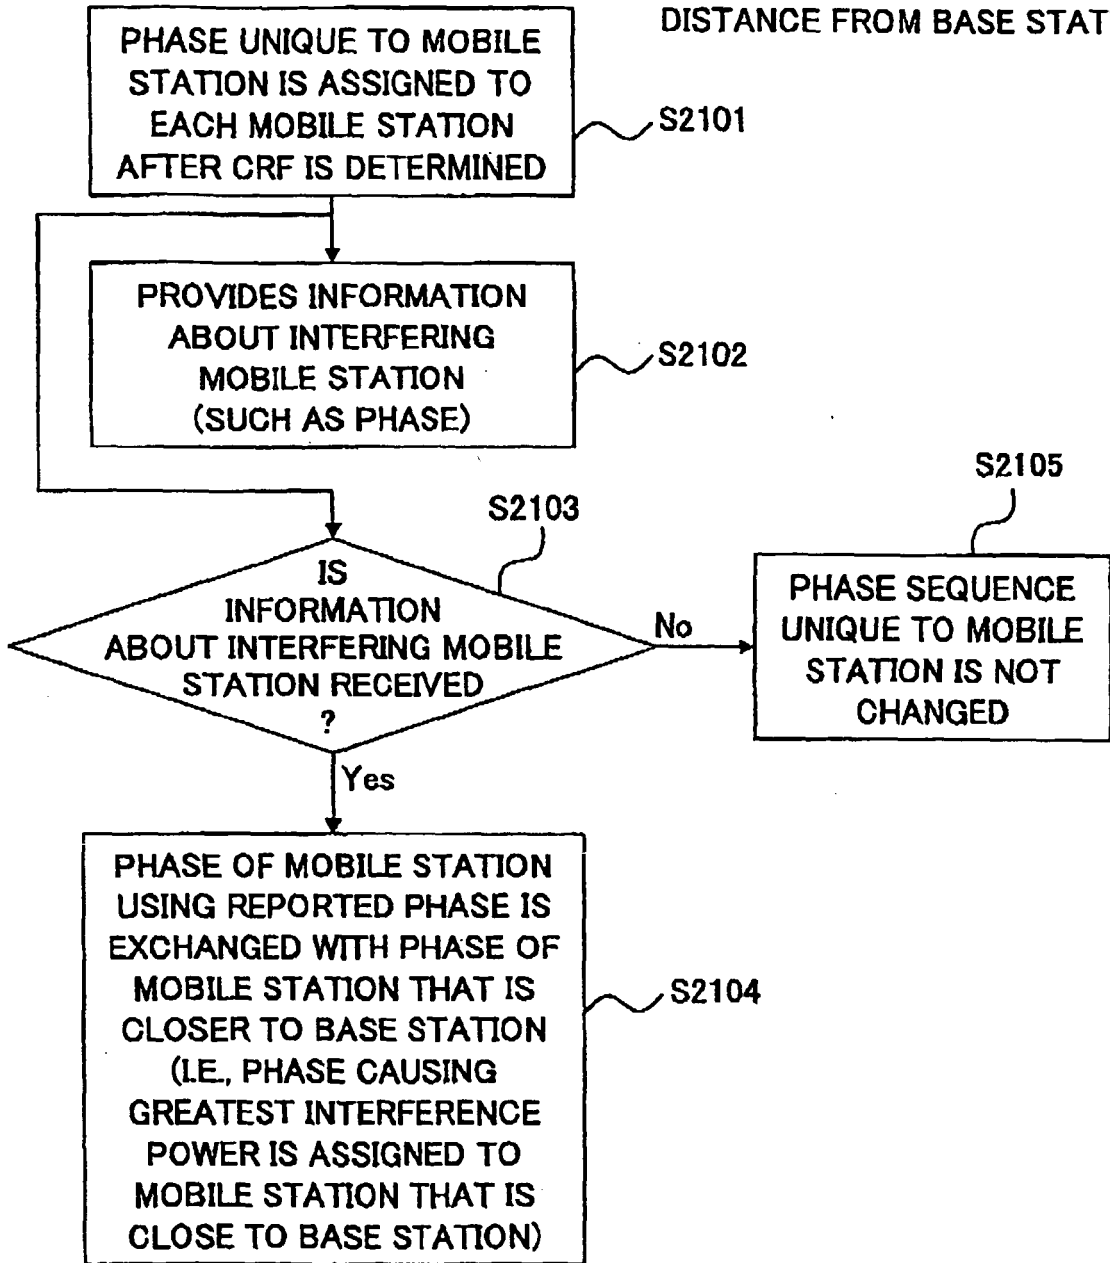 DISTANCE FROM BASE STAT
PHASE UNIQUE TO MOBILE
STATION IS ASSIGNED TO
EACH MOBILE STATION
AFTER CRF IS DETERMINED
S2101
PROVIDES INFORMATION
ABOUT INTERFERING
MOBILE STATION
(SUCH AS PHASE)
S2102
S2103
IS
INFORMATION
ABOUT INTERFERING MOBILE
STATION RECEIVED
?
No
S2105
PHASE SEQUENCE
UNIQUE TO MOBILE
STATION IS NOT
CHANGED
Yes
PHASE OF MOBILE STATION
USING REPORTED PHASE IS
EXCHANGED WITH PHASE OF
MOBILE STATION THAT IS
CLOSER TO BASE STATION
(I.E., PHASE CAUSING
GREATEST INTERFERENCE
POWER IS ASSIGNED TO
MOBILE STATION THAT IS
CLOSE TO BASE STATION)
S2104